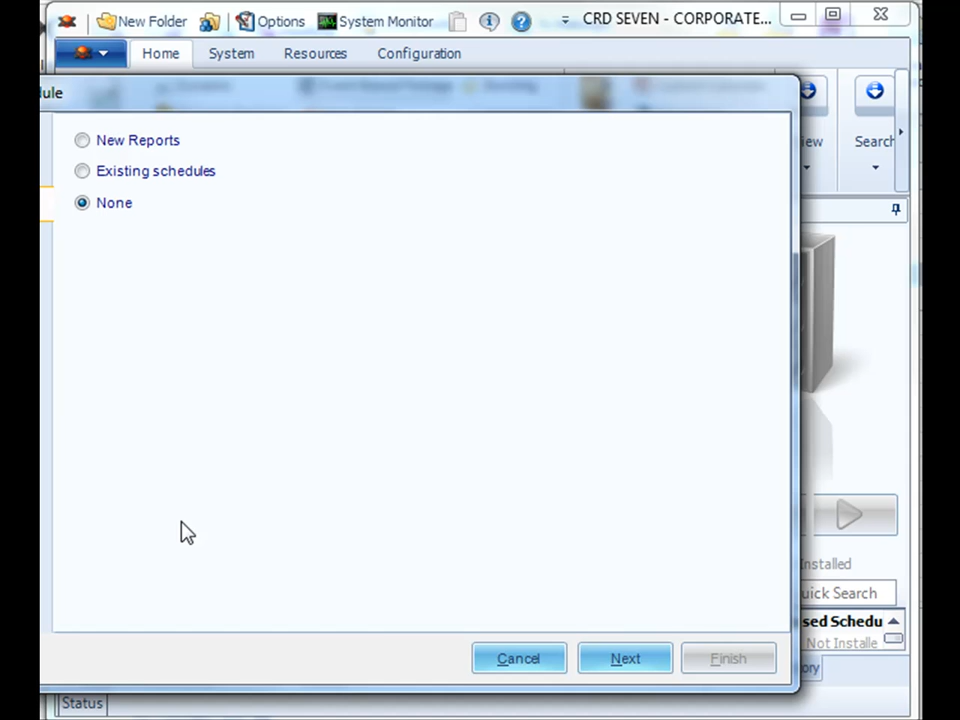 New Folder Options System Monitor CRD SEVEN - CORPORATE...
Home System Resources Configuration
ule
New Reports
Existing schedules
None
iew
Search
Installed
uick Search
sed Schedu
Not Installe
ory
Cancel Next Finish
Status